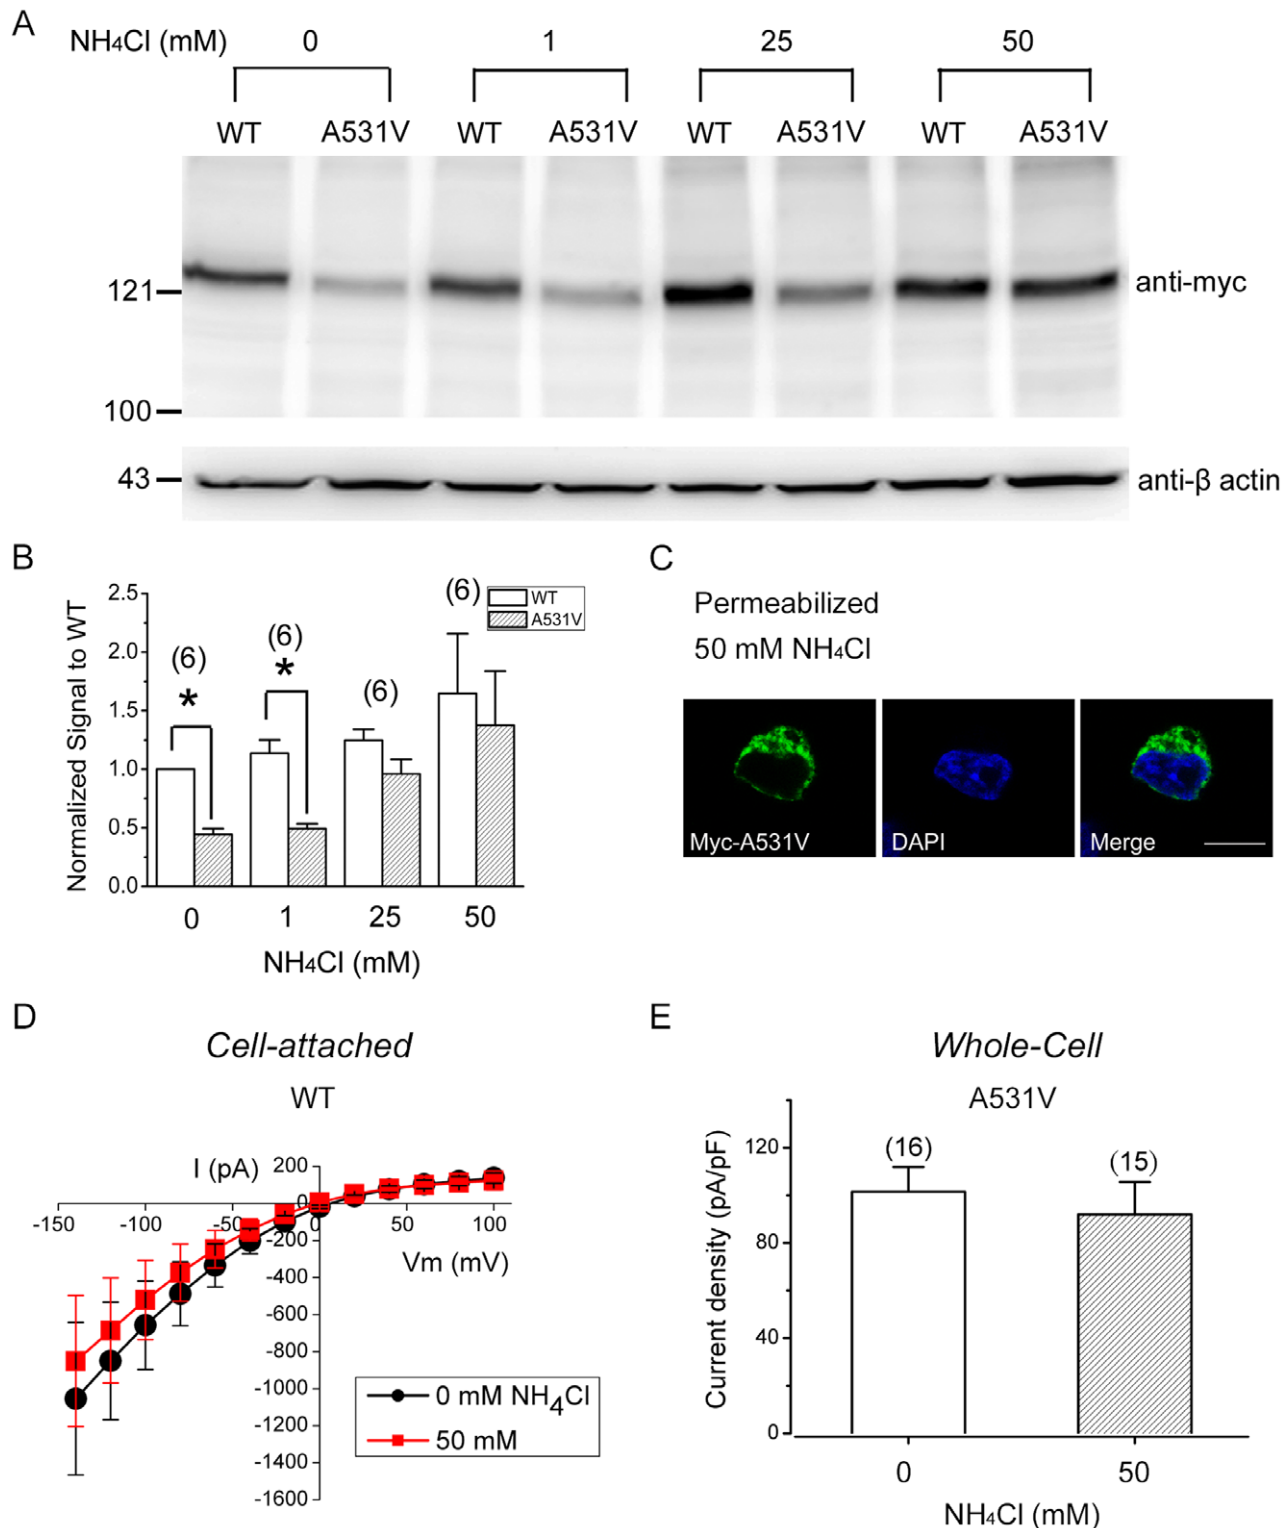 A
NH₄Cl (mM) 0 1 25 50
WT A531V WT A531V WT A531V WT A531V
121
anti-myc
100
43
anti-β actin
B
Normalized Signal to WT
2.5
2.0
1.5
1.0
0.5
0.0
(6)
*
(6)
*
(6)
(6)
WT
A531V
0 1 25 50
NH₄Cl (mM)
C
Permeabilized
50 mM NH₄Cl
Myc-A531V
DAPI
Merge
D
Cell-attached
WT
I (pA)
200
0
-200
-400
-600
-800
-1000
-1200
-1400
-1600
-150 -100 -50 0 50 100
Vm (mV)
0 mM NH₄Cl
50 mM
E
Whole-Cell
A531V
Current density (pA/pF)
120
80
40
0
(16)
(15)
0 50
NH₄Cl (mM)